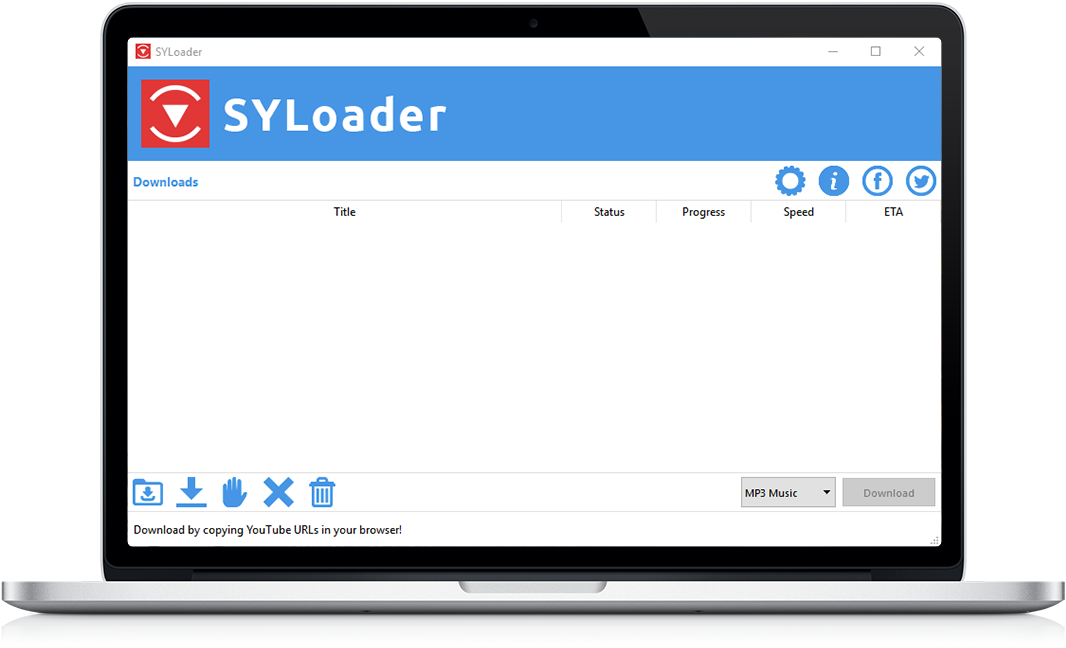 SYLoader
SYLoader
Downloads
Title Status Progress Speed ETA
MP3 Music Download
Download by copying YouTube URLs in your browser!